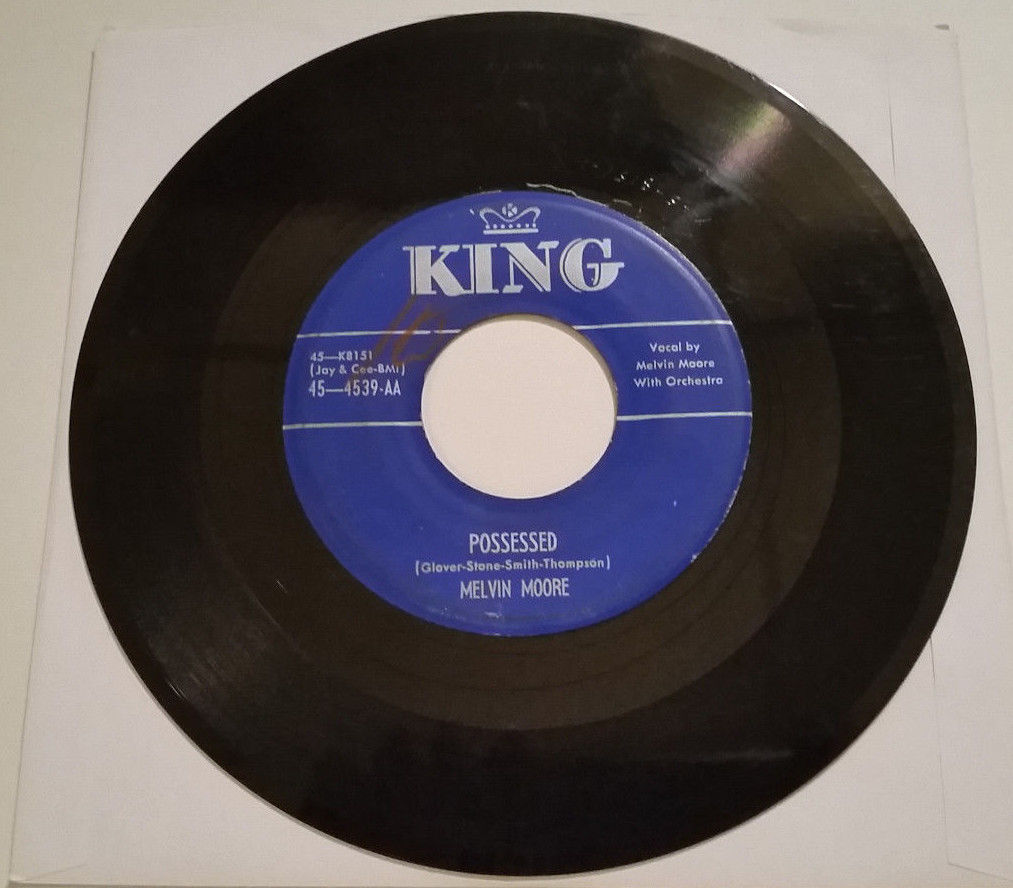 K
KING
45—K8151
(Jay & Cee-BMI)
45—4539-AA
Vocal by
Melvin Moore
With Orchestra
POSSESSED
(Glover-Stone-Smith-Thompson)
MELVIN MOORE